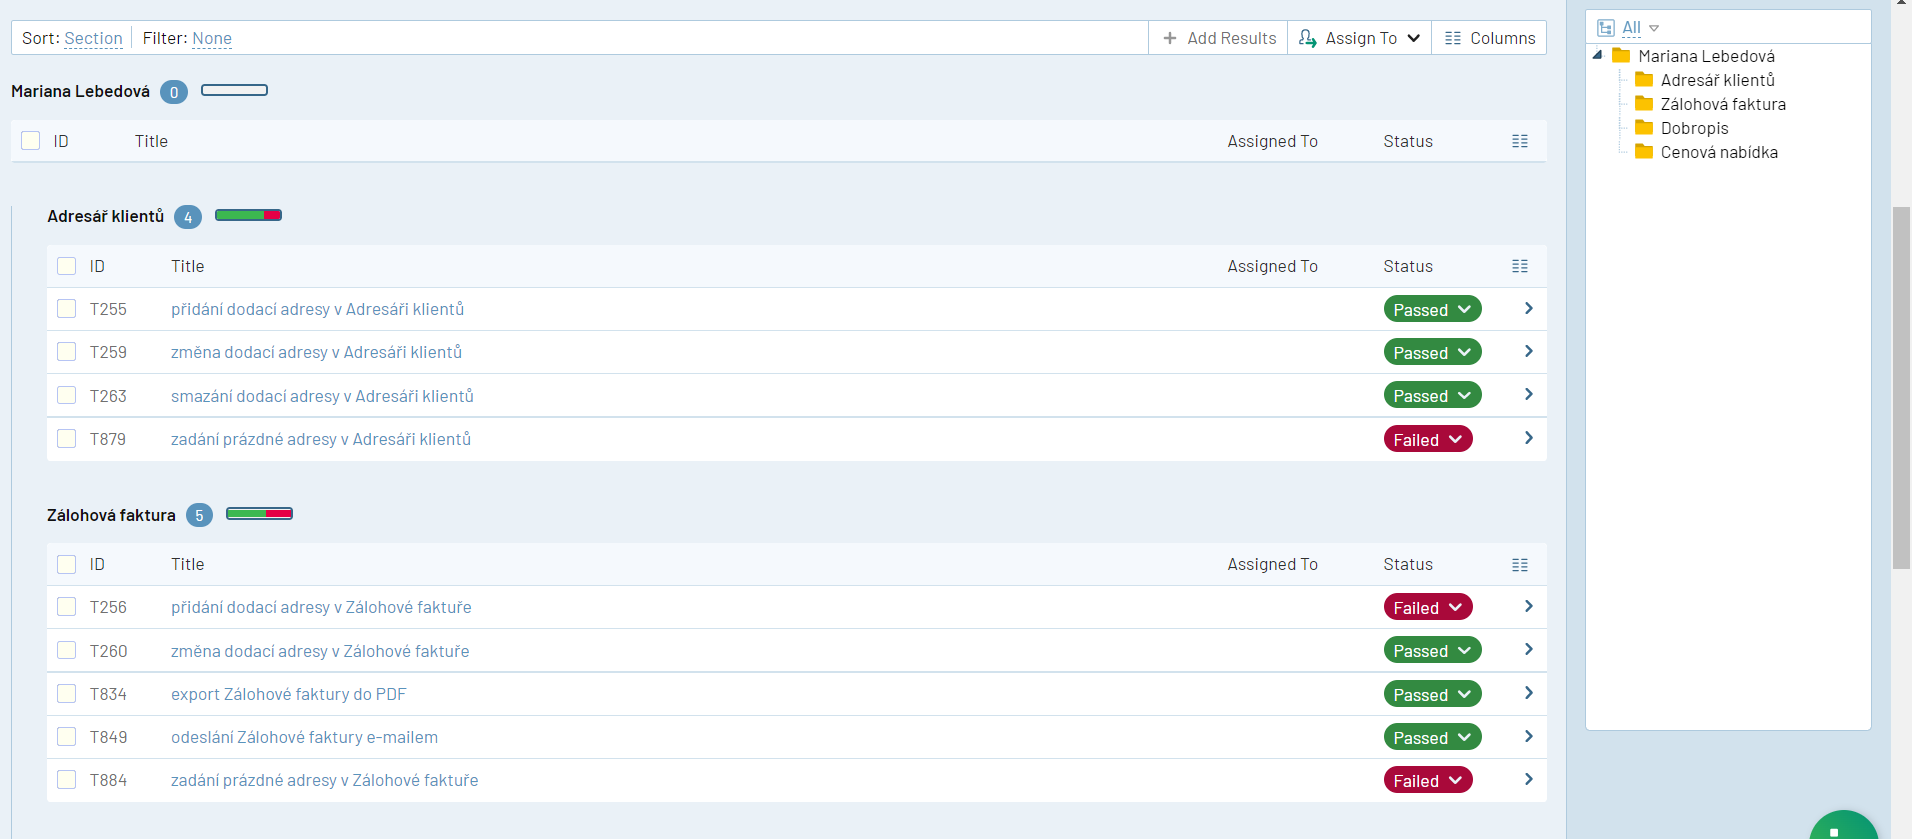 Sort: Section Filter: None Add Results Assign To Columns
Mariana Lebedová 0
ID Title Assigned To Status
Adresář klientů 4
ID Title Assigned To Status
T255 přidání dodací adresy v Adresáři klientů Passed
T259 změna dodací adresy v Adresáři klientů Passed
T263 smazání dodací adresy v Adresáři klientů Passed
T879 zadání prázdné adresy v Adresáři klientů Failed
Zálohová faktura 5
ID Title Assigned To Status
T256 přidání dodací adresy v Zálohové faktuře Failed
T260 změna dodací adresy v Zálohové faktuře Passed
T834 export Zálohové faktury do PDF Passed
T849 odeslání Zálohové faktury e-mailem Passed
T884 zadání prázdné adresy v Zálohové faktuře Failed
All
Mariana Lebedová
Adresář klientů
Zálohová faktura
Dobropis
Cenová nabídka